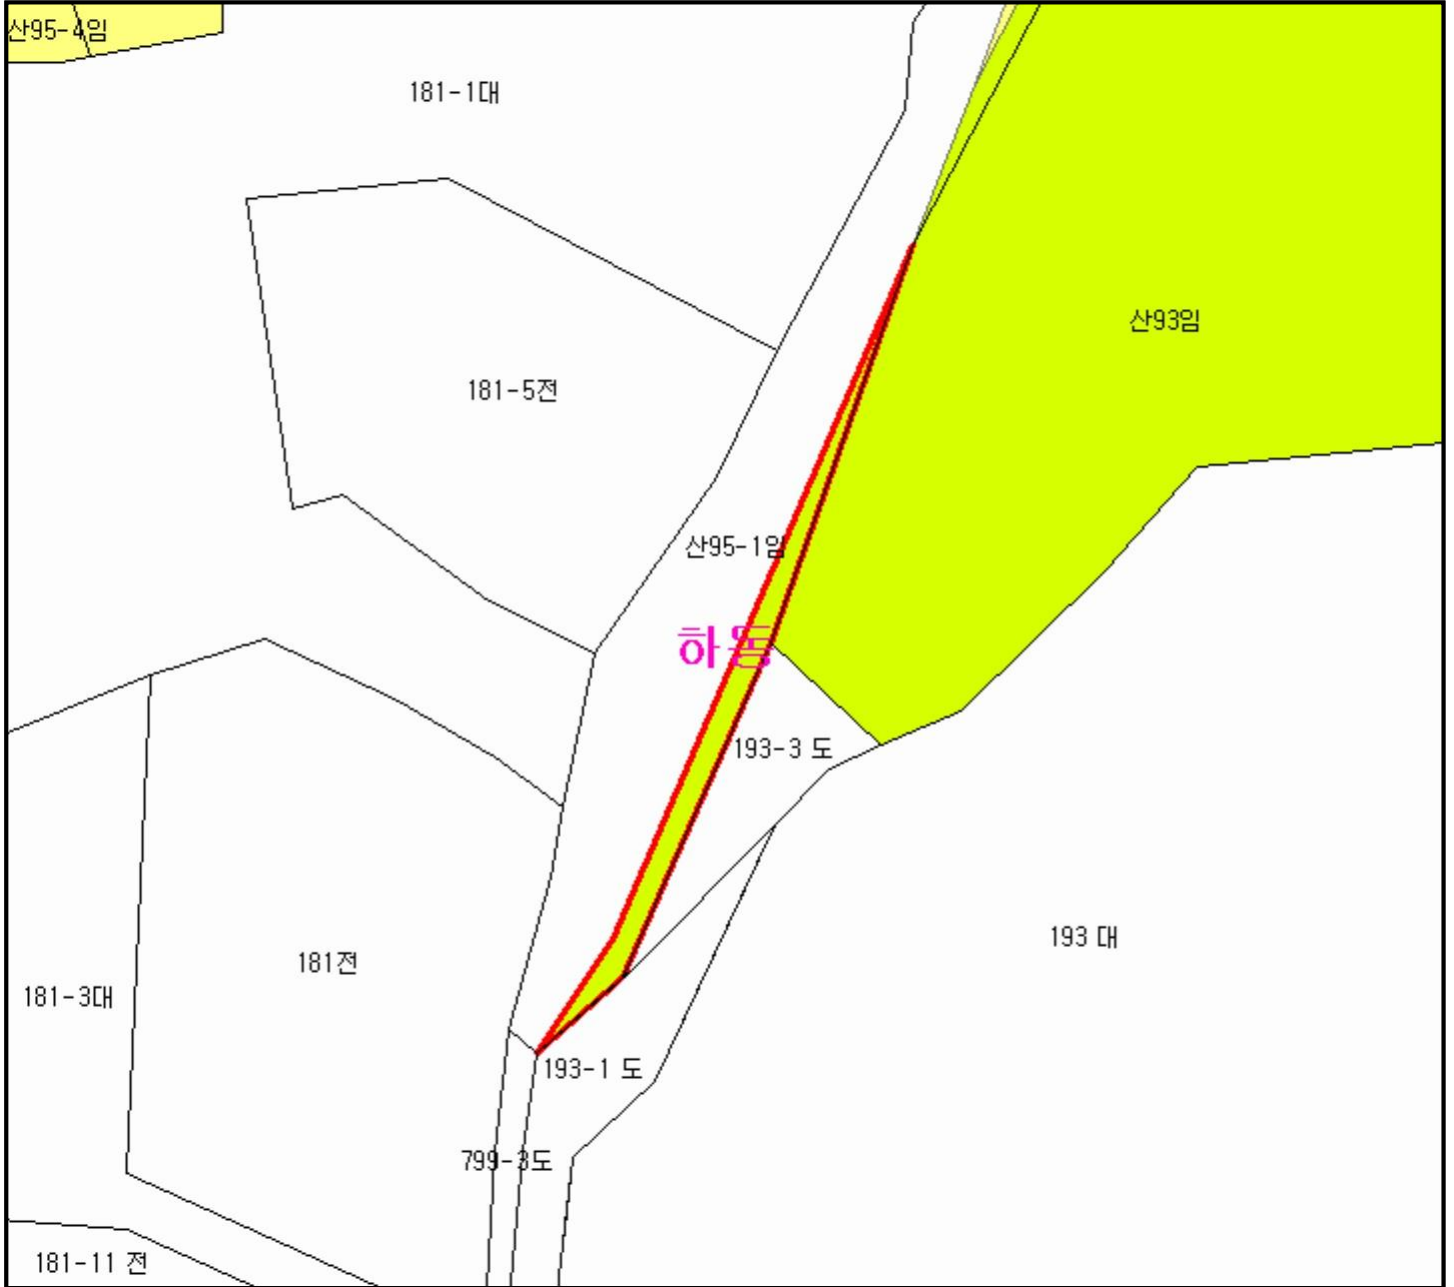 산95-4임
181-1대
산93임
181-5전
산95-1임
하동
193-3 도
193 대
181전
181-3대
193-1 도
799-3도
181-11 전